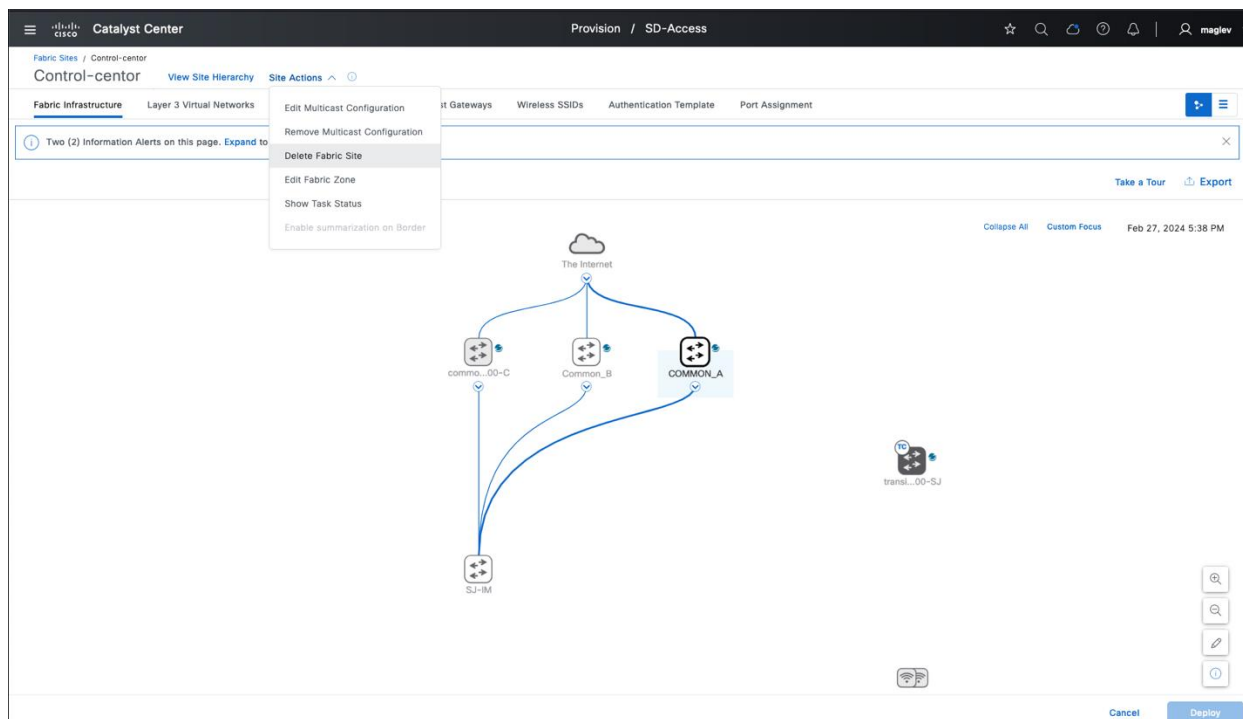 cisco Catalyst Center
Provision / SD-Access
maglev
Fabric Sites / Control-centor
Control-centor View Site Hierarchy Site Actions
Fabric Infrastructure Layer 3 Virtual Networks st Gateways Wireless SSIDs Authentication Template Port Assignment
Edit Multicast Configuration
Remove Multicast Configuration
Delete Fabric Site
Edit Fabric Zone
Show Task Status
Enable summarization on Border
Two (2) Information Alerts on this page. Expand to
Take a Tour Export
Collapse All Custom Focus Feb 27, 2024 5:38 PM
The Internet
commo...00-C Common_B COMMON_A
TC
transi...00-SJ
SJ-IM
Cancel Deploy